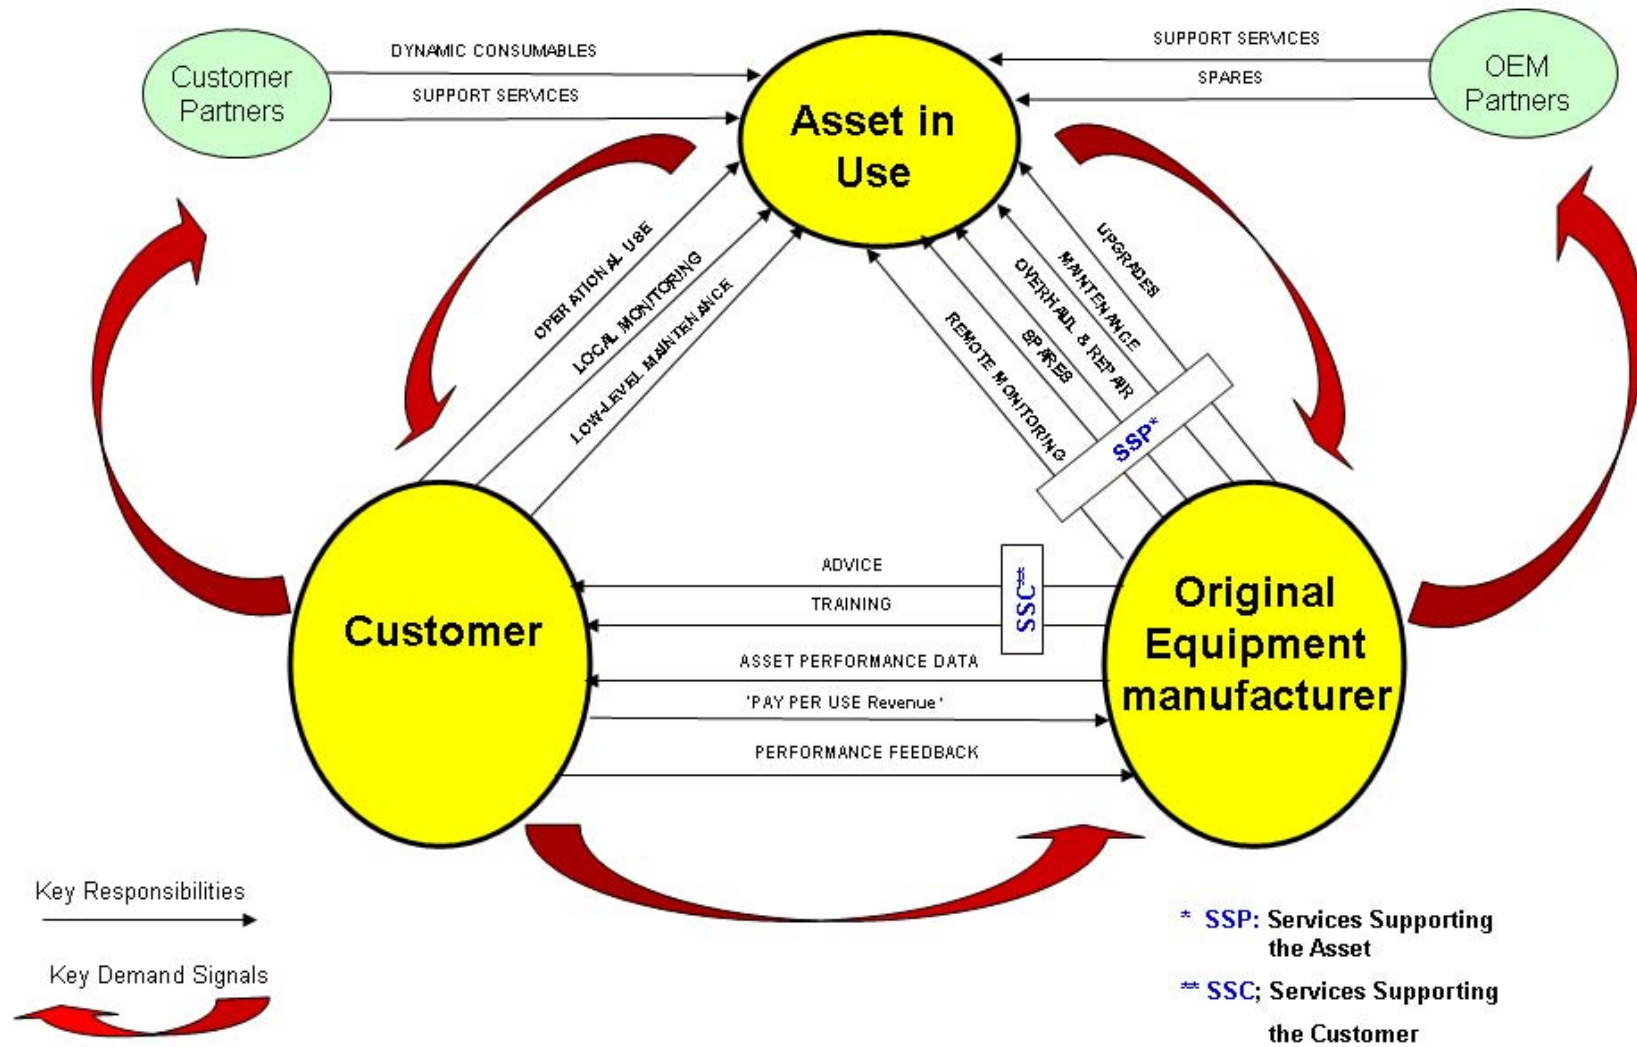 DYNAMIC CONSUMABLES
SUPPORT SERVICES
Customer
Partners
SUPPORT SERVICES
SPARES
OEM
Partners
Asset in
Use
OPERATIONAL USE
LOCAL MONITORING
LOW-LEVEL MAINTENANCE
UPGRADES
MAINTENANCE
OVERHAUL & REPAIR
SPARES
REMOTE MONITORING
SSP*
ADVICE
TRAINING
SSC**
ASSET PERFORMANCE DATA
'PAY PER USE Revenue'
PERFORMANCE FEEDBACK
Customer
Original
Equipment
manufacturer
Key Responsibilities
Key Demand Signals
* SSP: Services Supporting
the Asset
** SSC; Services Supporting
the Customer